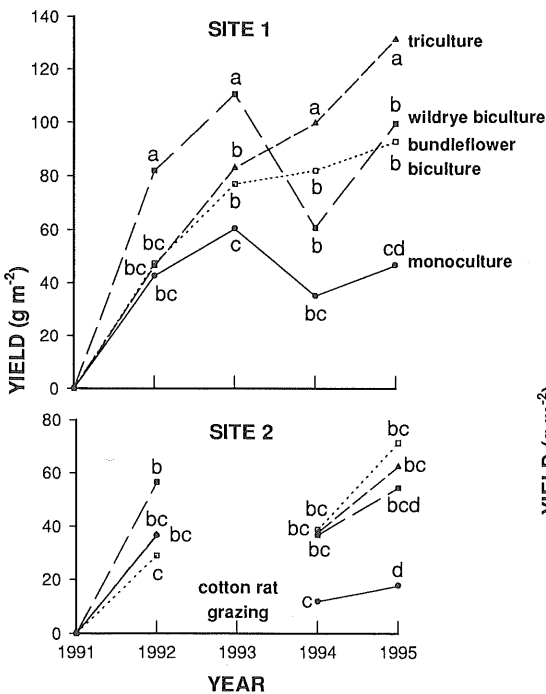 SITE 1
140
120
100
80
60
40
20
0
YIELD (g m-2)
a
a
a
a
b
b
b
b
b
b
b
bc
bc
bc
c
bc
cd
triculture
wildrye biculture
bundleflower
biculture
monoculture
SITE 2
80
60
40
20
0
YIELD (g m-2)
b
bc
bc
c
cotton rat
grazing
bc
bc
bc
c
bc
bc
bcd
d
1991 1992 1993 1994 1995
YEAR